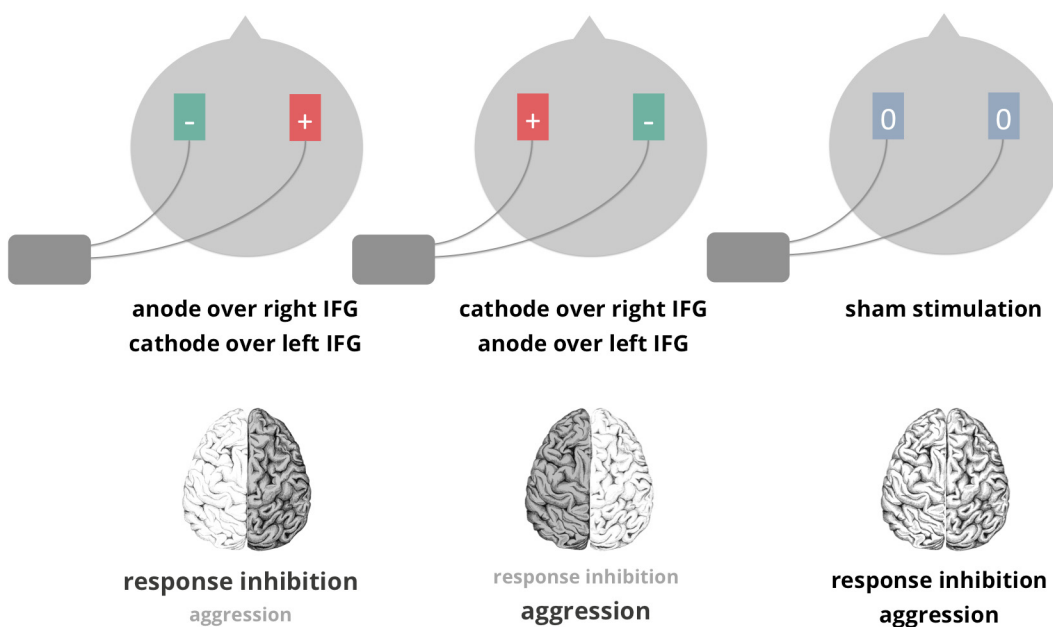 - +
+ -
0 0
anode over right IFG
cathode over left IFG
cathode over right IFG
anode over left IFG
sham stimulation
response inhibition
aggression
response inhibition
aggression
response inhibition
aggression